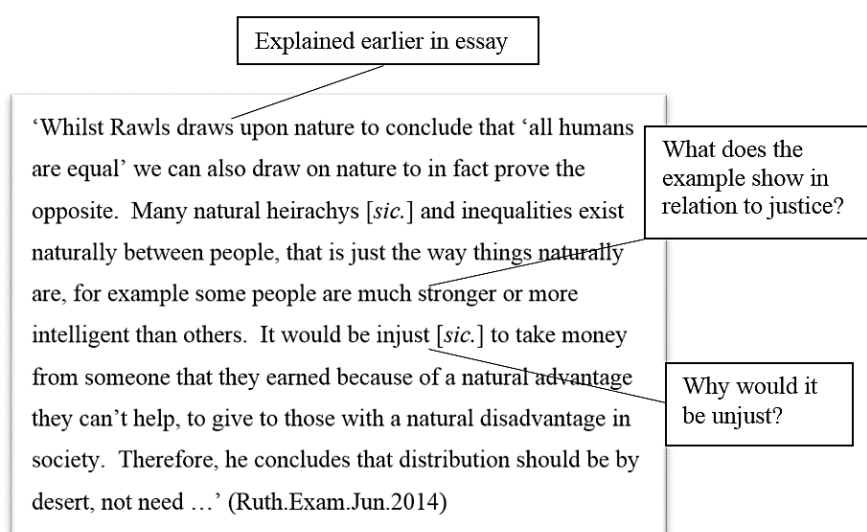 Explained earlier in essay
‘Whilst Rawls draws upon nature to conclude that ‘all humans
are equal’ we can also draw on nature to in fact prove the
opposite.  Many natural heirachys [sic.] and inequalities exist
naturally between people, that is just the way things naturally
are, for example some people are much stronger or more
intelligent than others.  It would be injust [sic.] to take money
from someone that they earned because of a natural advantage
they can’t help, to give to those with a natural disadvantage in
society.  Therefore, he concludes that distribution should be by
desert, not need …’ (Ruth.Exam.Jun.2014)
What does the
example show in
relation to justice?
Why would it
be unjust?